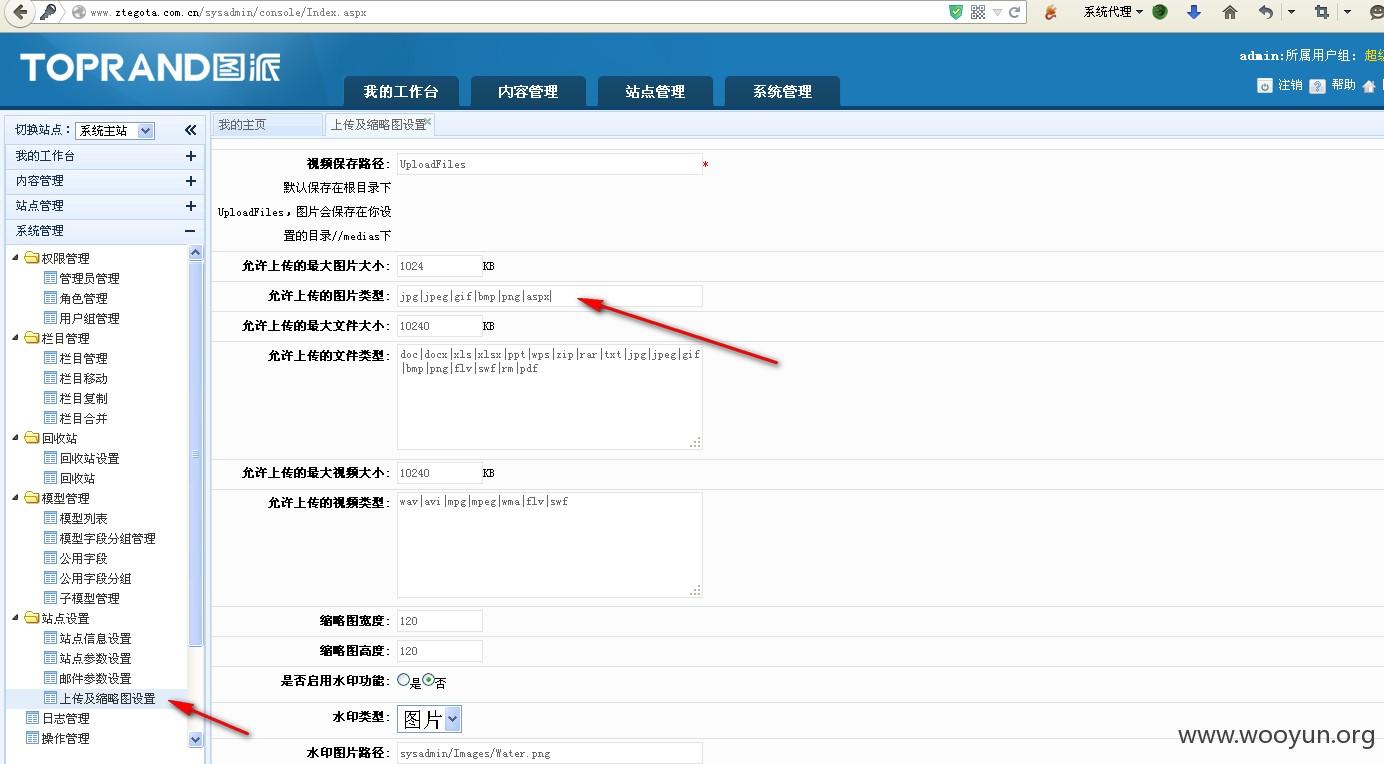 www.ztegota.com.cn/sysadmin/console/Index.aspx
系统代理
TOPRAND图派
admin:所属用户组:
我的工作台 内容管理 站点管理 系统管理
注销 帮助
切换站点: 系统主站
我的主页 上传及缩略图设置
我的工作台
内容管理
站点管理
系统管理
权限管理
管理员管理
角色管理
用户组管理
栏目管理
栏目管理
栏目移动
栏目复制
栏目合并
回收站
回收站设置
回收站
模型管理
模型列表
模型字段分组管理
公用字段
公用字段分组
子模型管理
站点设置
站点信息设置
站点参数设置
邮件参数设置
上传及缩略图设置
日志管理
操作管理
视频保存路径: UploadFiles *
默认保存在根目录下
UploadFiles,图片会保存在你设
置的目录//medias下
允许上传的最大图片大小: 1024 KB
允许上传的图片类型: jpg|jpeg|gif|bmp|png|aspx|
允许上传的最大文件大小: 10240 KB
允许上传的文件类型: doc|docx|xls|xlsx|ppt|wps|zip|rar|txt|jpg|jpeg|gif
|bmp|png|flv|swf|rm|pdf
允许上传的最大视频大小: 10240 KB
允许上传的视频类型: wav|avi|mpg|mpeg|wma|flv|swf
缩略图宽度: 120
缩略图高度: 120
是否启用水印功能: 是 否
水印类型: 图片
水印图片路径: sysadmin/Images/Water.png
www.wooyun.org